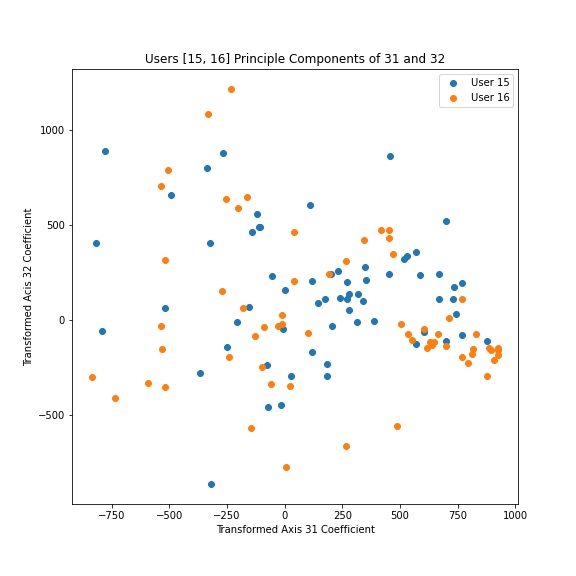 Users [15, 16] Principle Components of 31 and 32
User 15
User 16
1000
500
0
−500
Transformed Acis 32 Coefficient
−750
−500
−250
0
250
500
750
1000
Transformed Axis 31 Coefficient